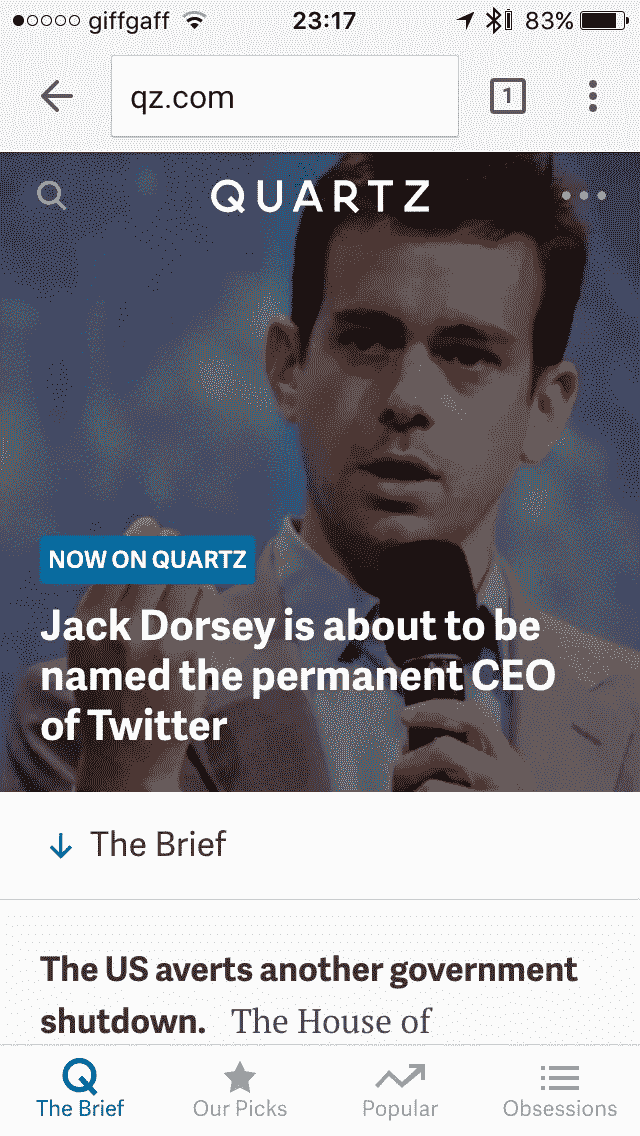 giffgaff 23:17 83%
qz.com 1
QUARTZ
NOW ON QUARTZ
Jack Dorsey is about to be
named the permanent CEO
of Twitter
The Brief
The US averts another government
shutdown. The House of
The Brief Our Picks Popular Obsessions